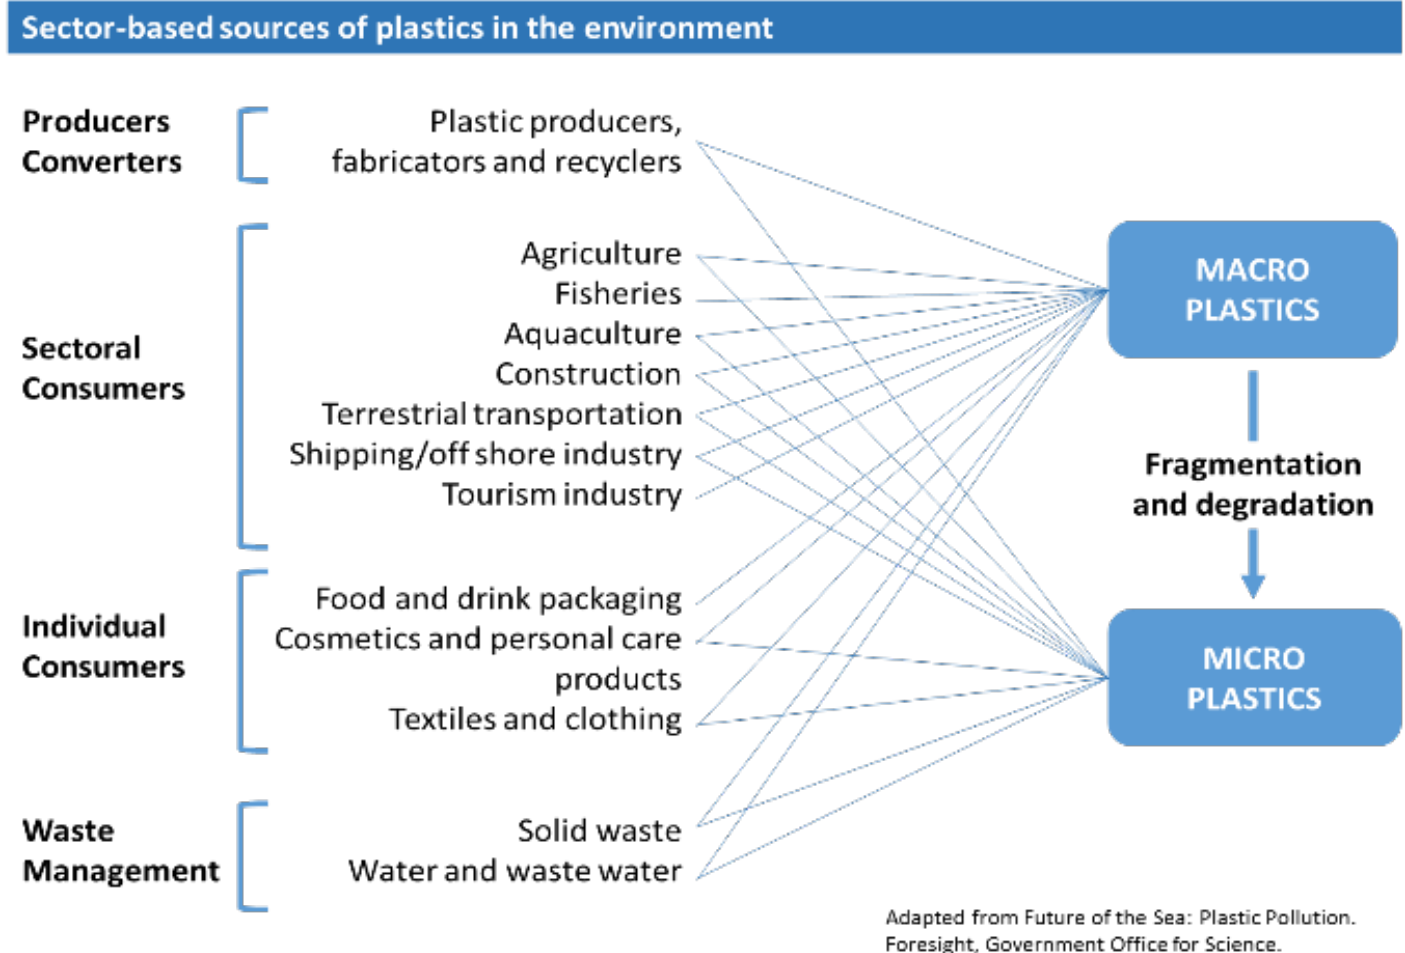 Sector-based sources of plastics in the environment
Producers
Converters
Plastic producers,
fabricators and recyclers
Sectoral
Consumers
Agriculture
Fisheries
Aquaculture
Construction
Terrestrial transportation
Shipping/off shore industry
Tourism industry
Individual
Consumers
Food and drink packaging
Cosmetics and personal care
products
Textiles and clothing
Waste
Management
Solid waste
Water and waste water
MACRO
PLASTICS
Fragmentation
and degradation
MICRO
PLASTICS
Adapted from Future of the Sea: Plastic Pollution.
Foresight, Government Office for Science.